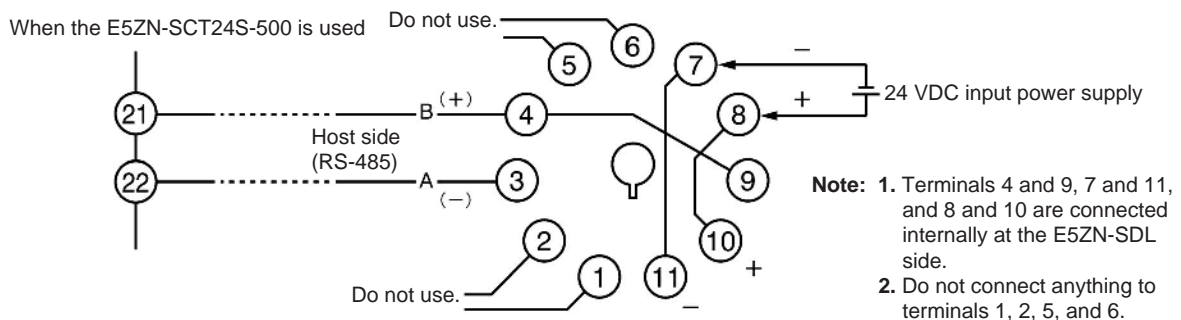 When the E5ZN-SCT24S-500 is used
Do not use.
6
5
7
−
24 VDC input power supply
+
8
21
B (+)
4
Host side
(RS-485)
22
A
(−)
3
9
Note: 1. Terminals 4 and 9, 7 and 11,
and 8 and 10 are connected
internally at the E5ZN-SDL
side.
2. Do not connect anything to
terminals 1, 2, 5, and 6.
2
10
+
1
11
−
Do not use.